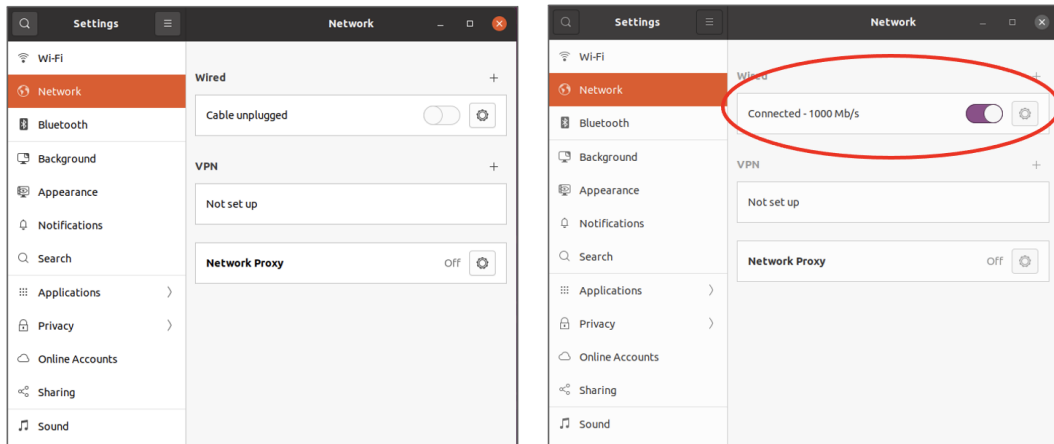 Settings
Network
Wi-Fi
Network
Bluetooth
Background
Appearance
Notifications
Search
Applications
Privacy
Online Accounts
Sharing
Sound
Wired
Cable unplugged
VPN
Not set up
Network Proxy Off
Settings
Network
Wi-Fi
Network
Bluetooth
Background
Appearance
Notifications
Search
Applications
Privacy
Online Accounts
Sharing
Sound
Wired
Connected - 1000 Mb/s
VPN
Not set up
Network Proxy Off